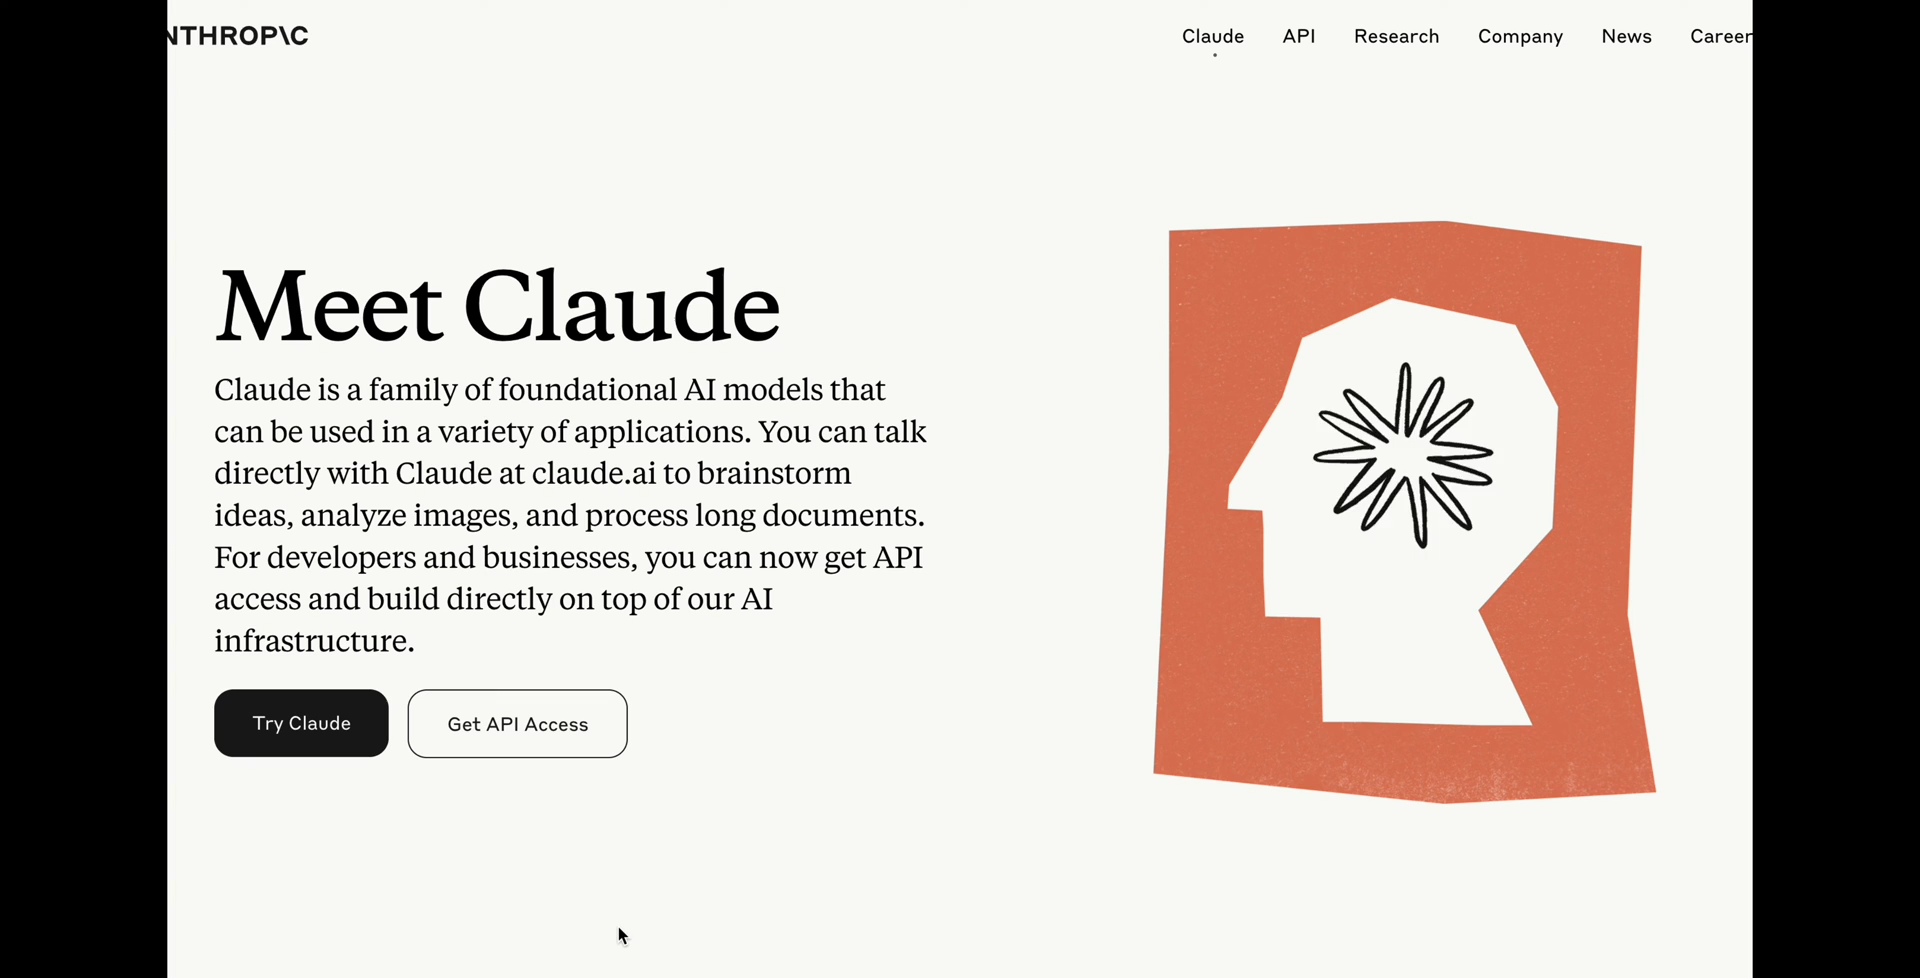 NTHROP\C
Claude API Research Company News Career
Meet Claude
Claude is a family of foundational AI models that
can be used in a variety of applications. You can talk
directly with Claude at claude.ai to brainstorm
ideas, analyze images, and process long documents.
For developers and businesses, you can now get API
access and build directly on top of our AI
infrastructure.
Try Claude Get API Access